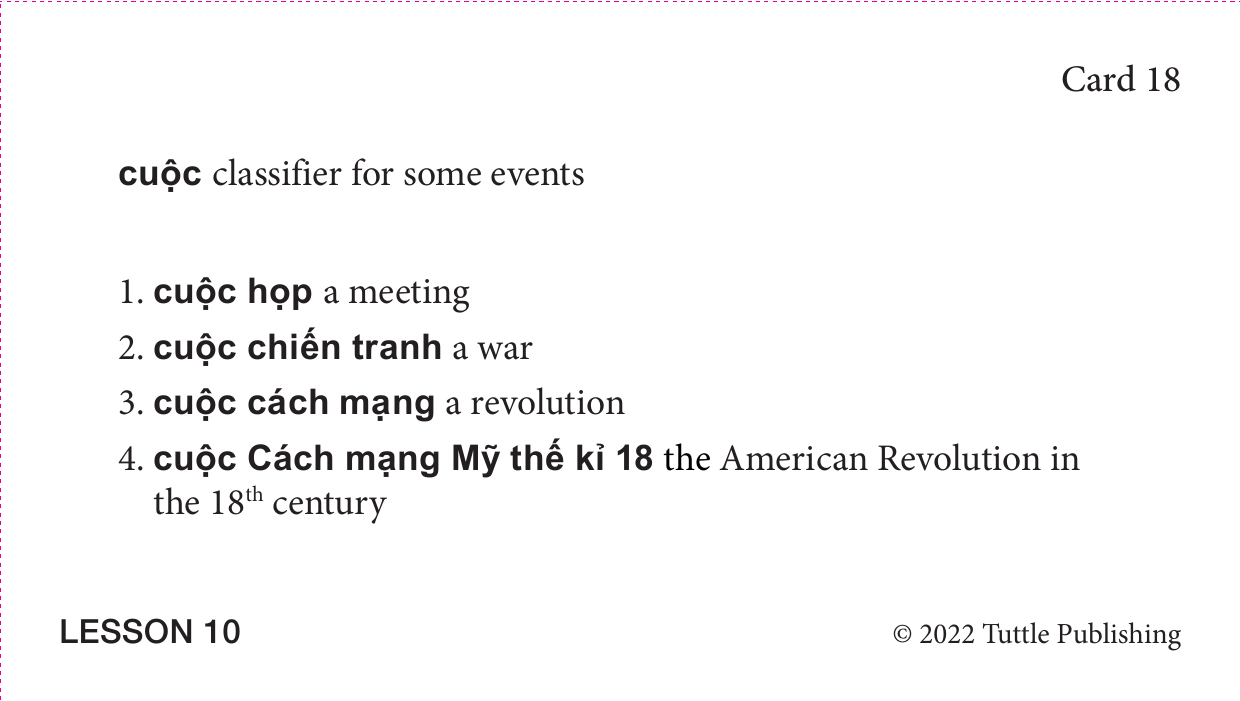 Card 18
cuộc classifier for some events
1. cuộc họp a meeting
2. cuộc chiến tranh a war
3. cuộc cách mạng a revolution
4. cuộc Cách mạng Mỹ thế kỉ 18 the American Revolution in
the 18th century
LESSON 10
© 2022 Tuttle Publishing